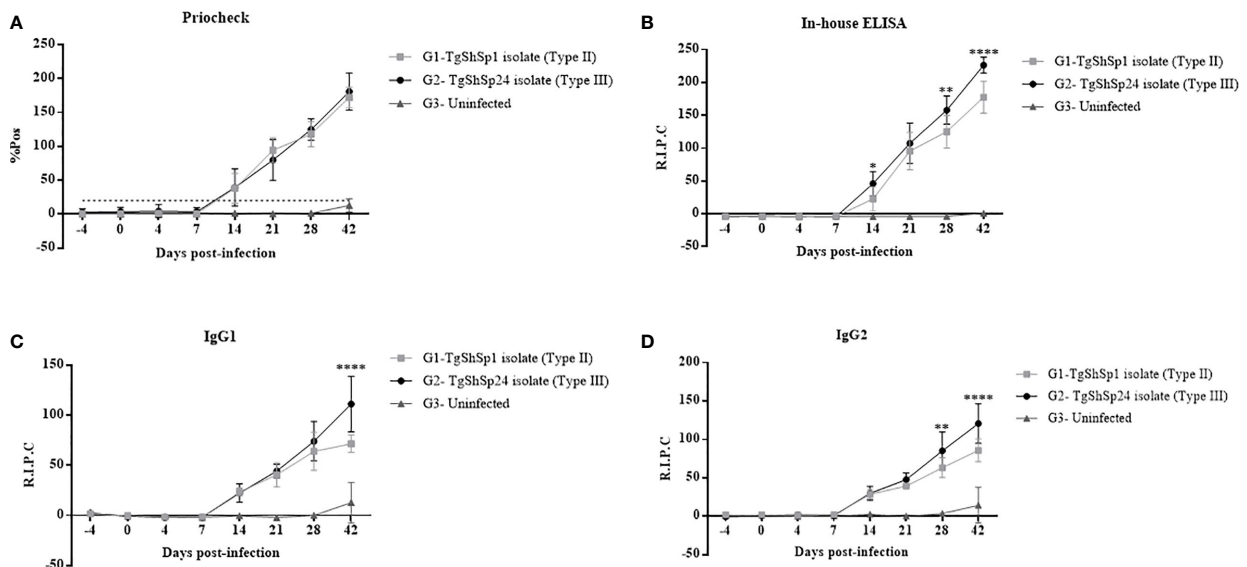 A
Priocheck
250
200
150
100
50
0
-50
%Pos
-4 0 4 7 14 21 28 42
Days post-infection
G1-TgShSp1 isolate (Type II)
G2- TgShSp24 isolate (Type III)
G3- Uninfected
B
In-house ELISA
250
200
150
100
50
0
-50
R.I.P.C
* ** ****
-4 0 4 7 14 21 28 42
Days post-infection
G1-TgShSp1 isolate (Type II)
G2- TgShSp24 isolate (Type III)
G3- Uninfected
C
IgG1
150
100
50
0
-50
R.I.P.C
****
-4 0 4 7 14 21 28 42
Days post-infection
G1-TgShSp1 isolate (Type II)
G2- TgShSp24 isolate (Type III)
G3- Uninfected
D
IgG2
200
150
100
50
0
-50
R.I.P.C
** ****
-4 0 4 7 14 21 28 42
Days post-infection
G1-TgShSp1 isolate (Type II)
G2- TgShSp24 isolate (Type III)
G3- Uninfected